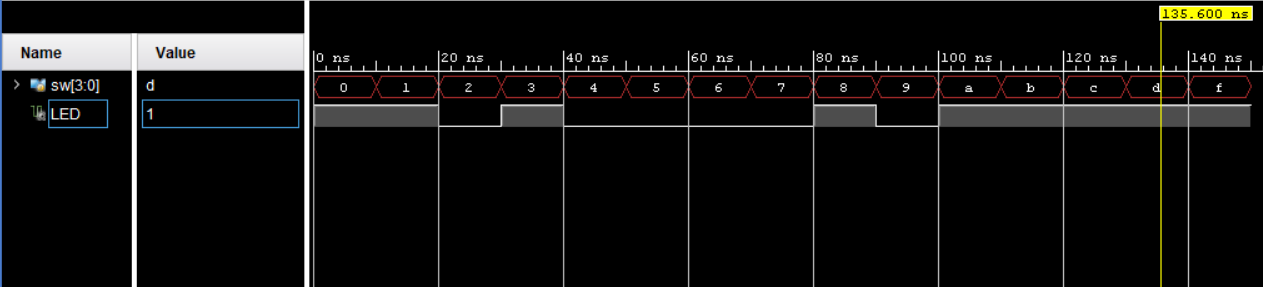 135.600 ns
Name Value
0 ns 20 ns 40 ns 60 ns 80 ns 100 ns 120 ns 140 ns
> sw[3:0] d 0 1 2 3 4 5 6 7 8 9 a b c d f
LED 1